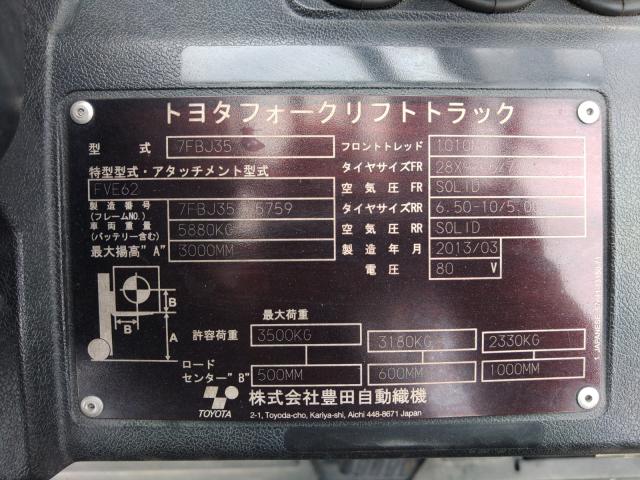 トヨタフォークリフトトラック
型式 7FBJ35 フロントトレッド
特型型式・アタッチメント型式 タイヤサイズFR
FVE62 空気圧FR SOLID
製造番号 (フレームNO.) 7FBJ35 タイヤサイズRR
車両重量 (バッテリー含む) 5880KG 空気圧RR SOLID
最大揚高"A" 3000MM 製造年月 2013/03
電圧 80 V
B
B
A
最大荷重
許容荷重 3500KG 3180KG 2330KG
ロードセンター"B" 500MM 600MM 1000MM
TOYOTA 株式会社豊田自動織機
2-1, Toyoda-cho, Kariya-shi, Aichi 448-8671 Japan